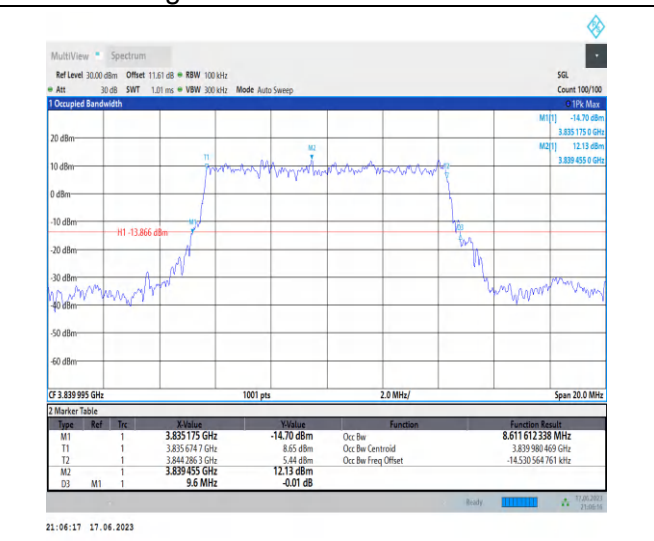 MultiView Spectrum
Ref Level 30.00 dBm Offset 11.61 dB RBW 100 kHz SGL
Att 30 dB SWT 1.01 ms VBW 300 kHz Mode Auto Sweep Count 100/100
1 Occupied Bandwidth 1Pk Max
M1[1] -14.70 dBm
3.835 175 0 GHz
M2[1] 12.13 dBm
3.839 455 0 GHz
20 dBm
M2
T1
T2
10 dBm
0 dBm
-10 dBm
M1
D3
H1 -13.866 dBm
-20 dBm
-30 dBm
-40 dBm
-50 dBm
-60 dBm
CF 3.839 995 GHz 1001 pts 2.0 MHz/ Span 20.0 MHz
2 Marker Table
Type Ref Trc X-Value Y-Value Function Function Result
M1 1 3.835175 GHz -14.70 dBm Occ Bw 8.611 612 338 MHz
T1 1 3.835 674 7 GHz 8.65 dBm Occ Bw Centroid 3.839 980 469 GHz
T2 1 3.844 286 3 GHz 5.44 dBm Occ Bw Freq Offset -14.530 564 761 kHz
M2 1 3.839455 GHz 12.13 dBm
D3 M1 1 9.6 MHz -0.01 dB
Ready 17.06.2023
21:06:16
21:06:17 17.06.2023